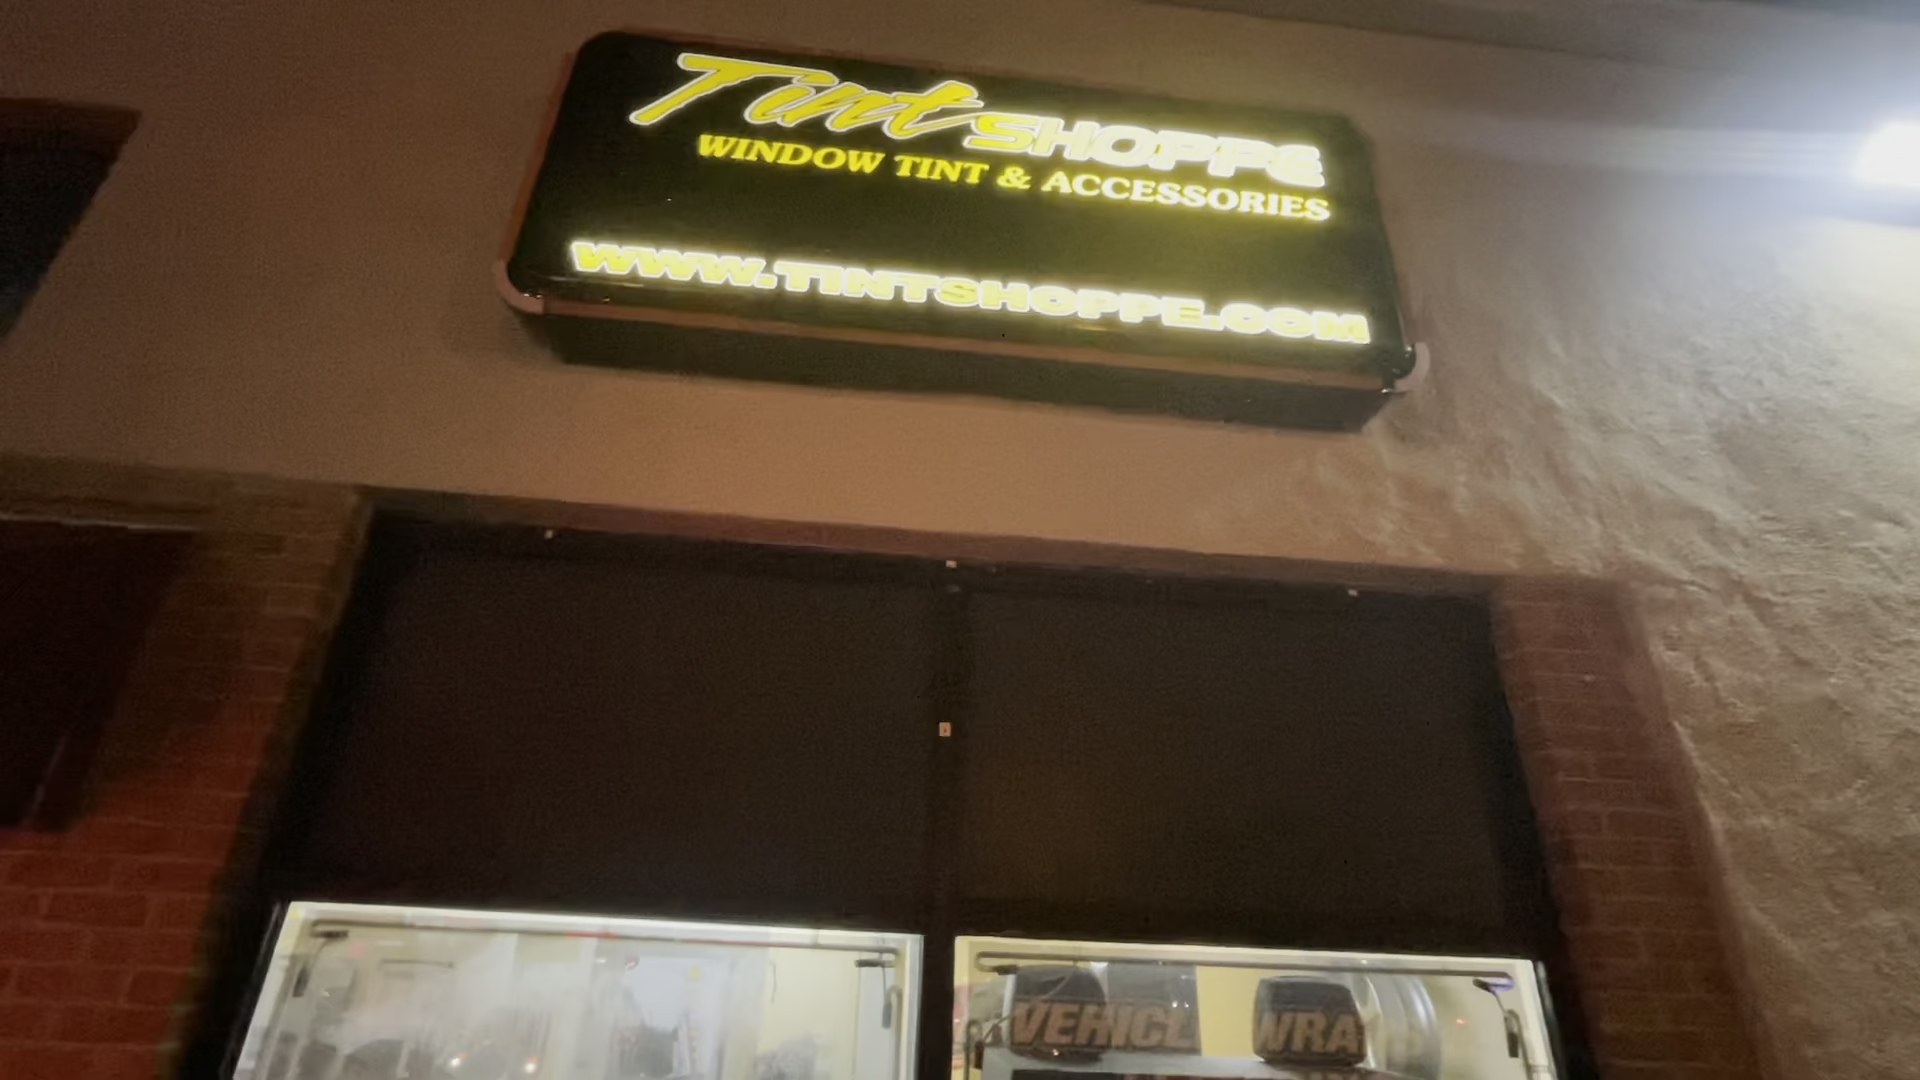 Tint SHOPPE
WINDOW TINT & ACCESSORIES
WWW.TINTSHOPPE.COM
VEHICL WRA